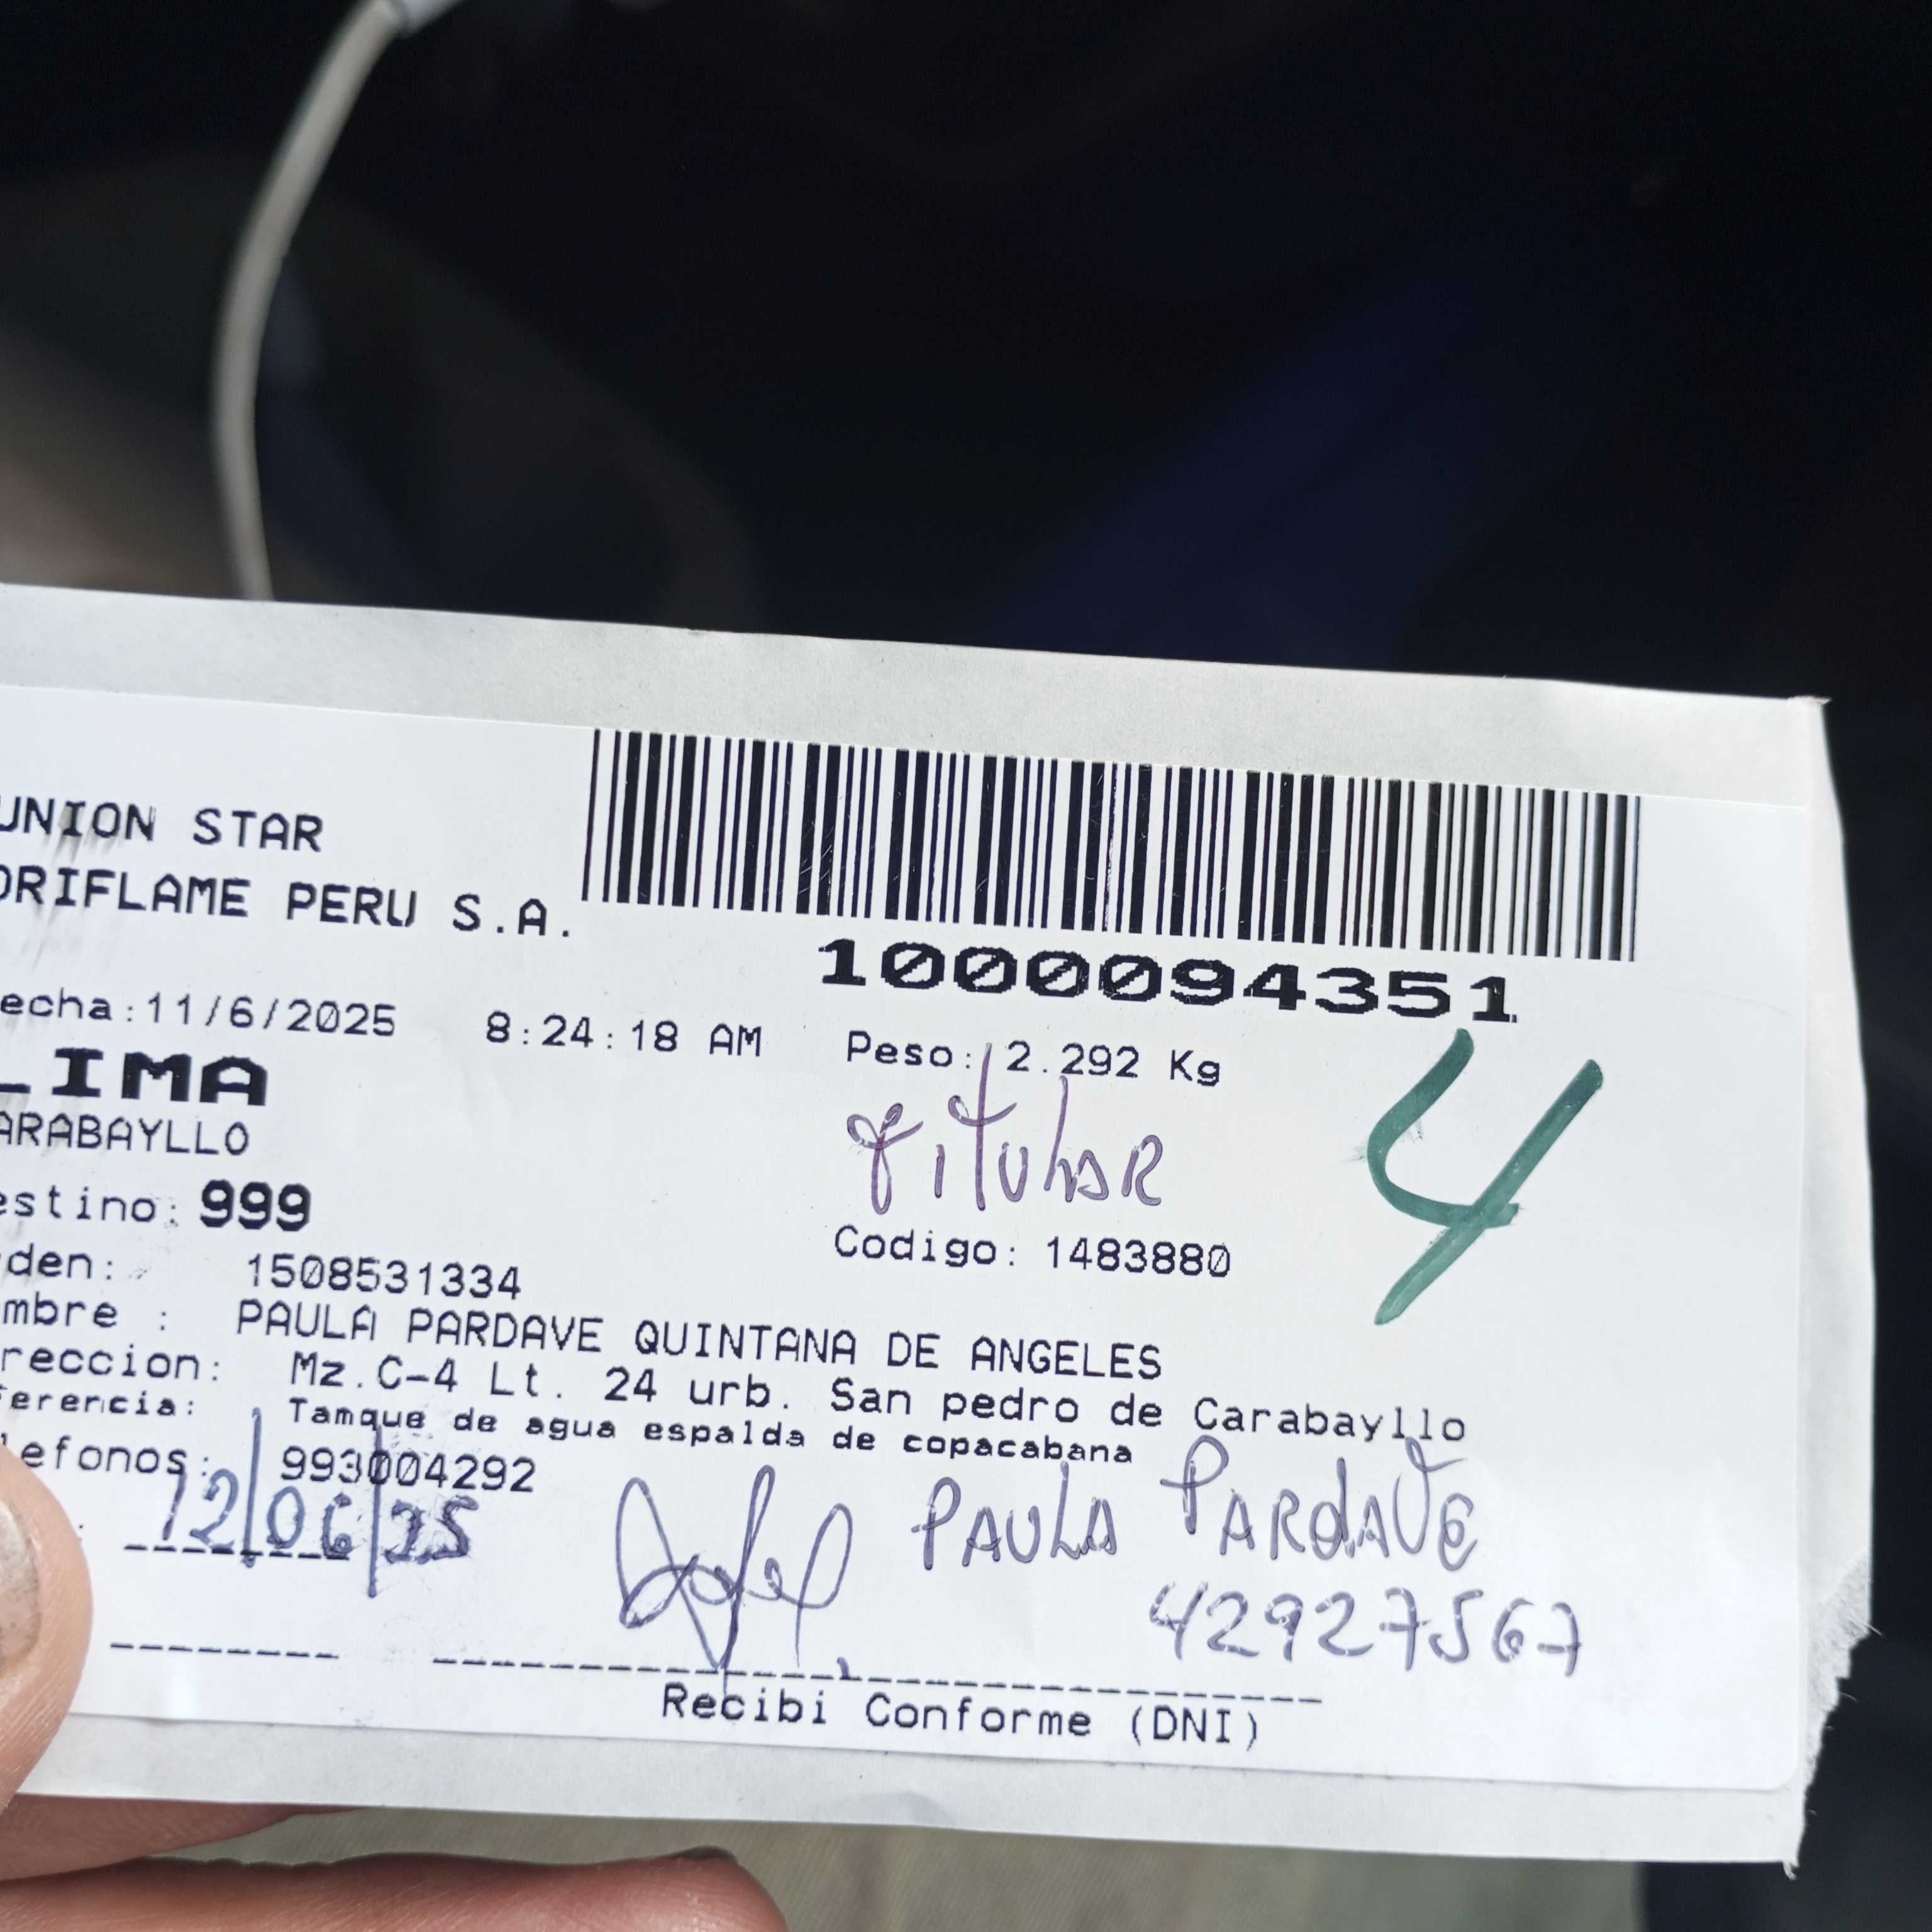 UNION STAR
ORIFLAME PERU S.A.
1000094351
echa:11/6/2025 8:24:18 AM Peso: 2.292 Kg
LIMA
ARABAYLLO
TITULAR
4
estino: 999
den: 1508531334 Codigo: 1483880
mbre : PAULA PARDAVE QUINTANA DE ANGELES
reccion: Mz.C-4 Lt. 24 urb. San pedro de Carabayllo
ferencia: Tamque de agua espalda de copacabana
lefonos: 993004292
12/06/25 PAULA PARdAVE
42927567
Recibi Conforme (DNI)